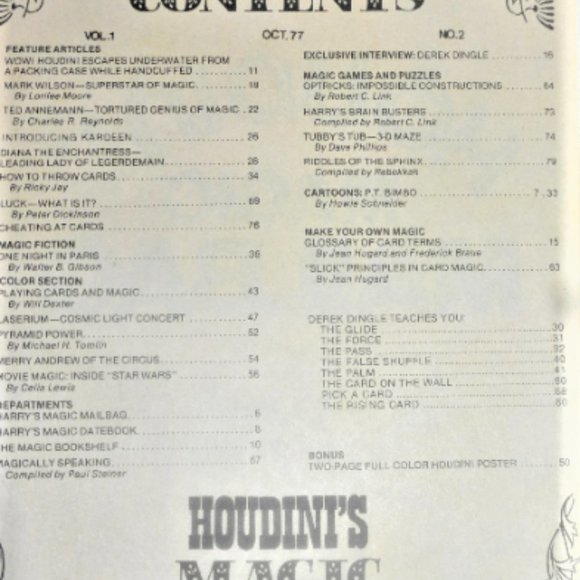 CONTENTS
VOL.1 OCT. 77 NO.2
FEATURE ARTICLES
WOW! HOUDINI ESCAPES UNDERWATER FROM
A PACKING CASE WHILE HANDCUFFED 11
MARK WILSON—SUPERSTAR OF MAGIC 18
By Lorilee Moore
TED ANNEMANN—TORTURED GENIUS OF MAGIC 22
By Charles R. Reynolds
INTRODUCING KARDEEN 26
DIANA THE ENCHANTRESS—
LEADING LADY OF LEGERDEMAIN 28
HOW TO THROW CARDS 34
By Ricky Jay
LUCK—WHAT IS IT? 69
By Peter Dickinson
CHEATING AT CARDS 76
MAGIC FICTION
ONE NIGHT IN PARIS 36
By Walter B. Gibson
COLOR SECTION
PLAYING CARDS AND MAGIC 43
By Will Dexter
LASERIUM—COSMIC LIGHT CONCERT 47
PYRAMID POWER 52
By Michael H. Tomlin
MERRY ANDREW OF THE CIRCUS 54
MOVIE MAGIC: INSIDE "STAR WARS" 56
By Celia Lewis
DEPARTMENTS
HARRY'S MAGIC MAILBAG 6
HARRY'S MAGIC DATEBOOK 8
THE MAGIC BOOKSHELF 10
MAGICALLY SPEAKING 67
Compiled by Paul Steiner
EXCLUSIVE INTERVIEW: DEREK DINGLE 16
MAGIC GAMES AND PUZZLES
OPTRICKS: IMPOSSIBLE CONSTRUCTIONS 64
By Robert C. Link
HARRY'S BRAIN BUSTERS 73
Compiled by Robert C. Link
TUBBY'S TUB—3-D MAZE 74
By Dave Phillips
RIDDLES OF THE SPHINX 79
Compiled by Rebekkah
CARTOONS: P.T. BIMBO 7, 33
By Howie Schneider
MAKE YOUR OWN MAGIC
GLOSSARY OF CARD TERMS 15
By Jean Hugard and Frederick Braue
"SLICK" PRINCIPLES IN CARD MAGIC 63
By Jean Hugard
DEREK DINGLE TEACHES YOU:
THE GLIDE 30
THE FORCE 31
THE PASS 32
THE FALSE SHUFFLE 40
THE PALM 41
THE CARD ON THE WALL 60
PICK A CARD 58
THE RISING CARD 60
BONUS
TWO-PAGE FULL COLOR HOUDINI POSTER 50
HOUDINI'S
MAGIC